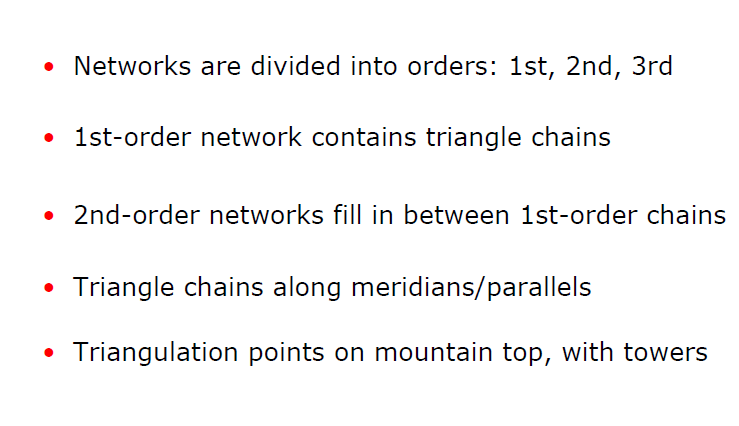 • Networks are divided into orders: 1st, 2nd, 3rd
• 1st-order network contains triangle chains
• 2nd-order networks fill in between 1st-order chains
• Triangle chains along meridians/parallels
• Triangulation points on mountain top, with towers